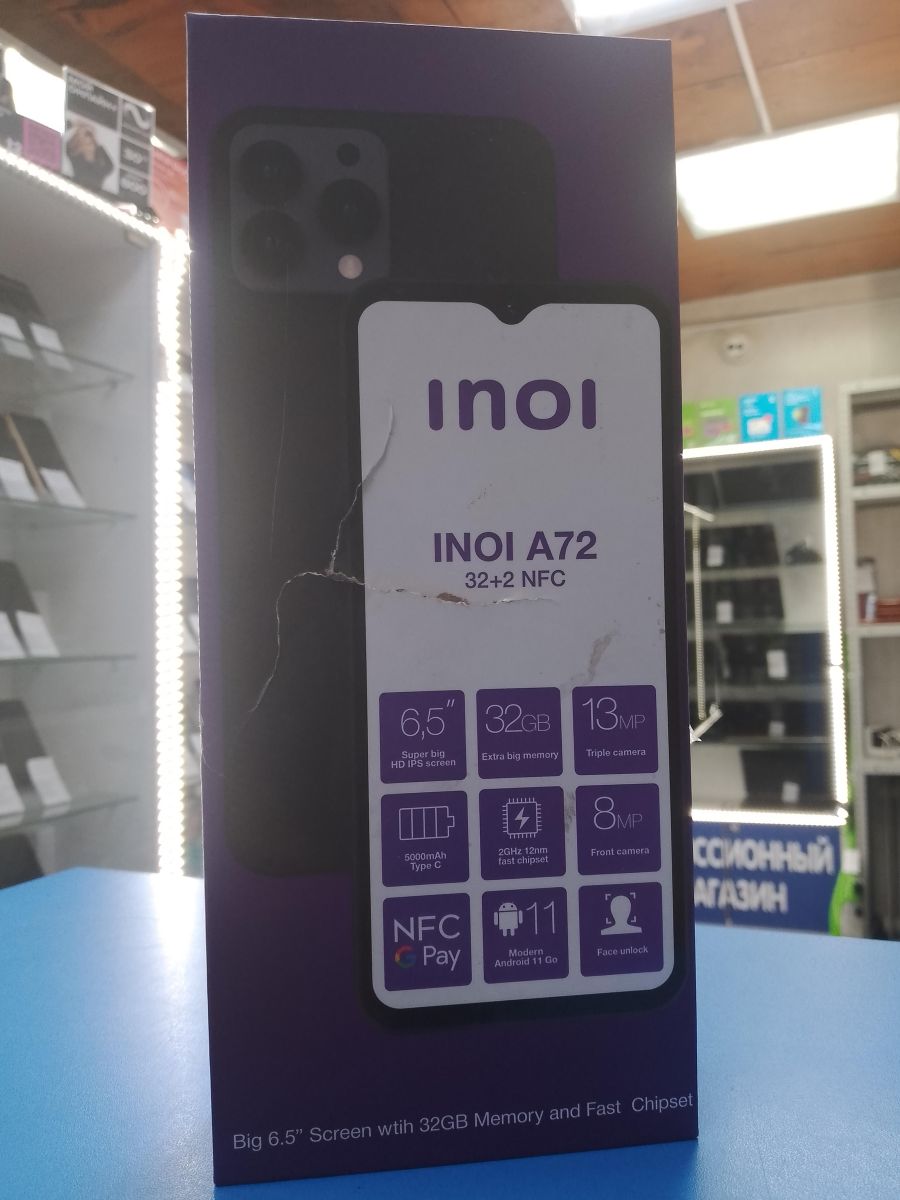 inoi
INOI A72
32+2 NFC
6,5”
Super big
HD IPS screen
32GB
Extra big memory
13MP
Triple camera
5000mAh
Type C
2GHz 12nm
fast chipset
8MP
Front camera
NFC
G Pay
11
Modern
Android 11 Go
Face unlock
Big 6.5” Screen wtih 32GB Memory and Fast Chipset
ССИОННЫЙ
АГАЗИН